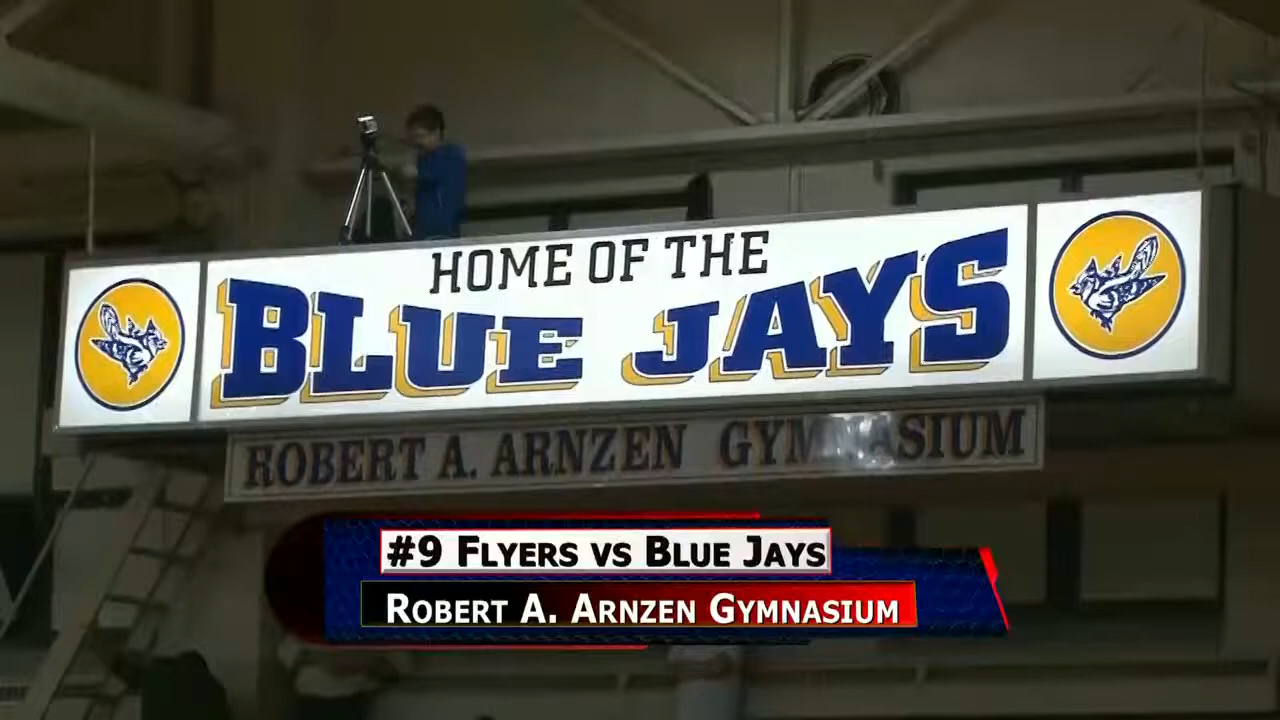 HOME OF THE
BLUE JAYS
ROBERT A. ARNZEN GYMNASIUM
#9 FLYERS VS BLUE JAYS
ROBERT A. ARNZEN GYMNASIUM